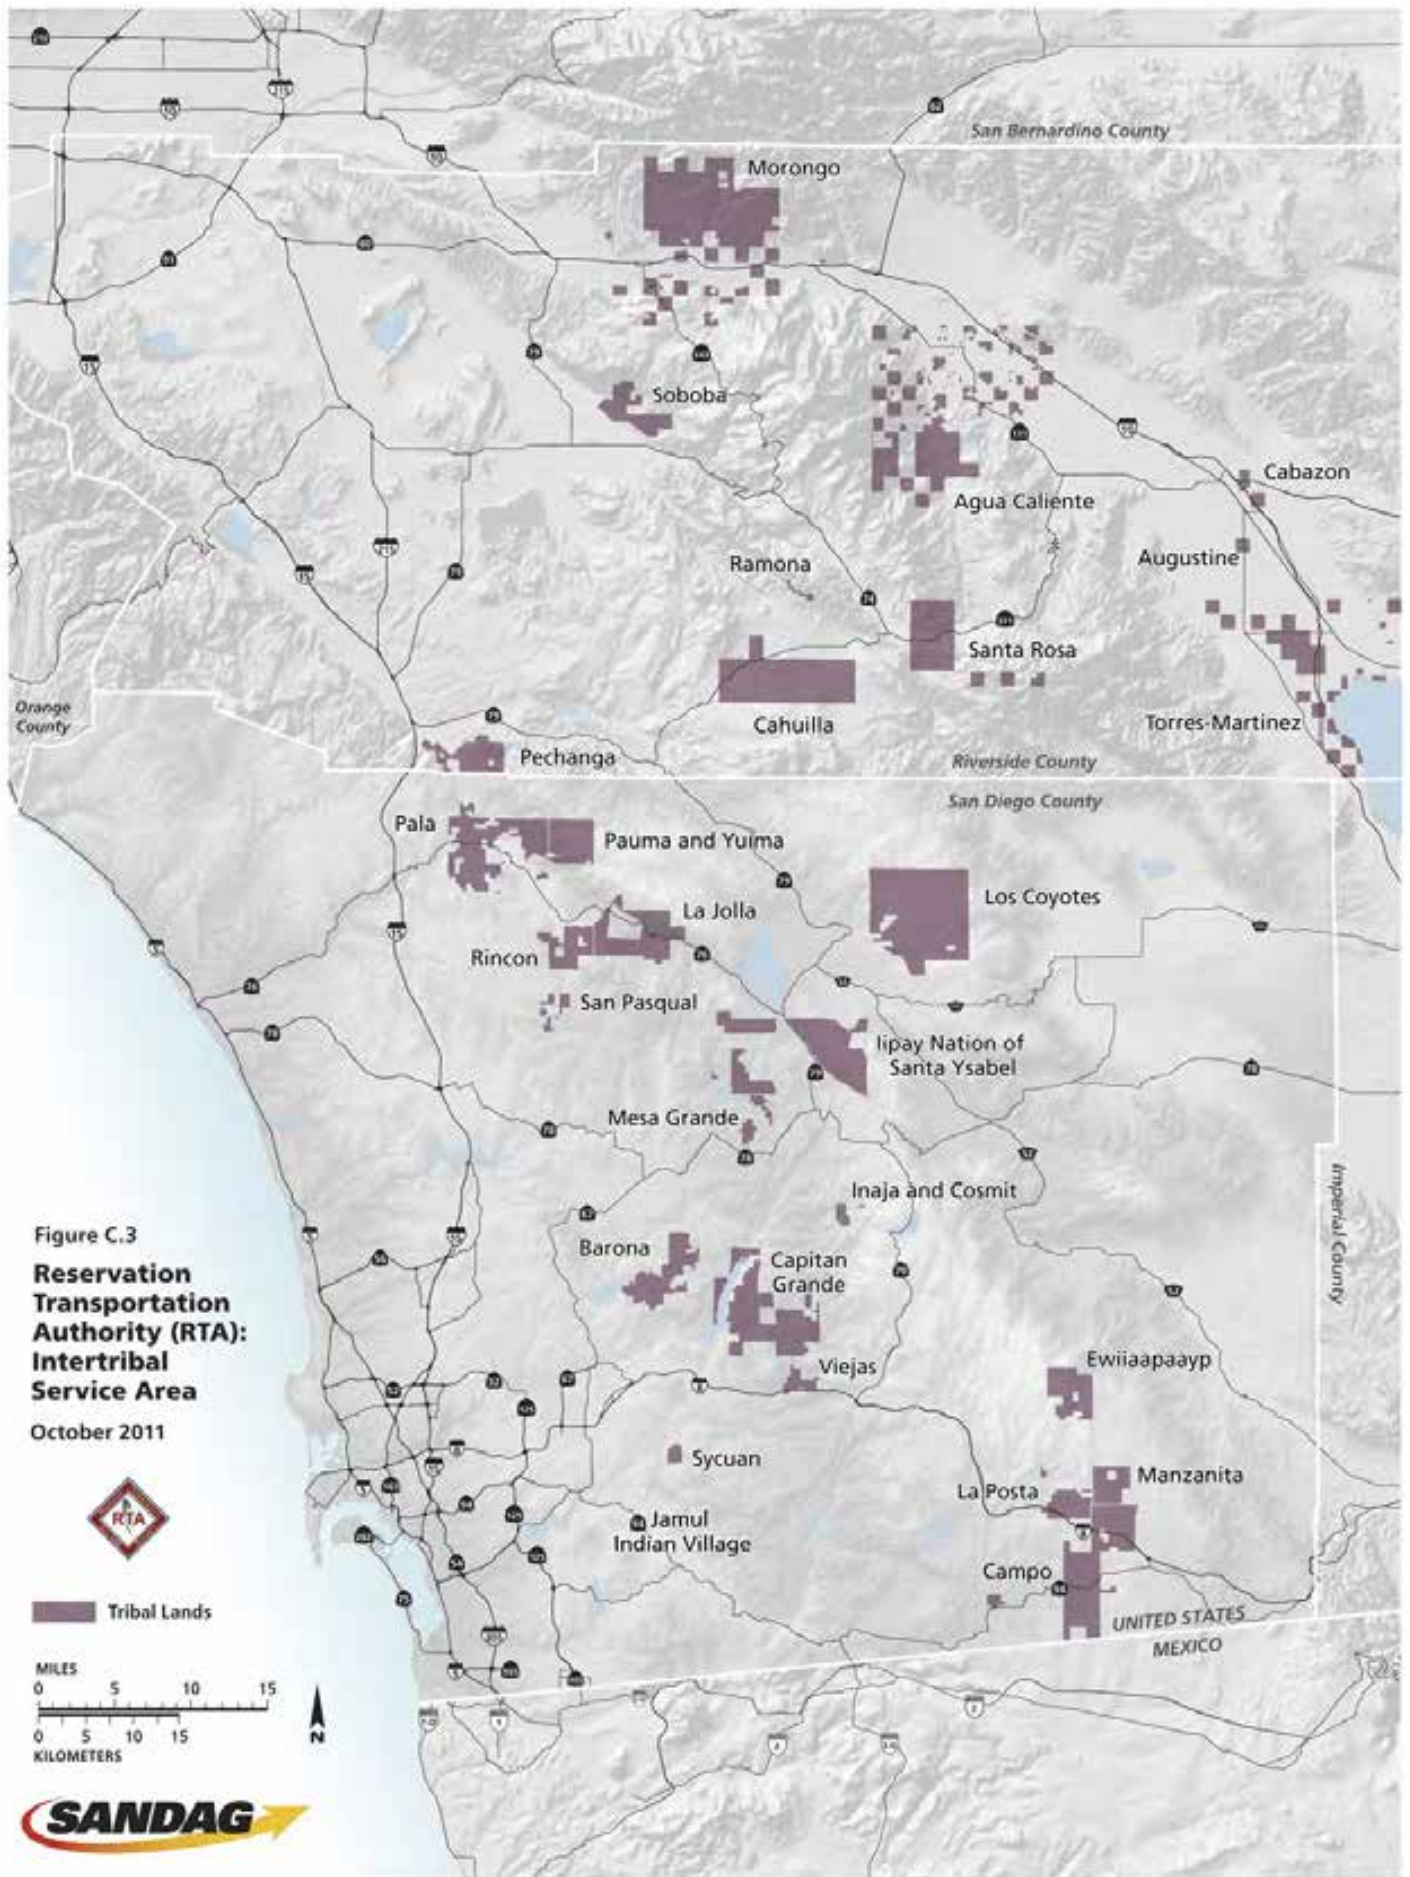 San Bernardino County
Morongo
Soboba
Cabazon
Agua Caliente
Augustine
Ramona
Santa Rosa
Orange
County
Torres-Martinez
Cahuilla
Pechanga
Riverside County
San Diego County
Pala
Pauma and Yuima
Los Coyotes
La Jolla
Rincon
San Pasqual
Iipay Nation of
Santa Ysabel
Mesa Grande
Inaja and Cosmit
Imperial County
Figure C.3
Reservation
Transportation
Authority (RTA):
Intertribal
Service Area
October 2011
Barona
Capitan
Grande
Viejas
Ewiiaapaayp
Sycuan
Manzanita
La Posta
Jamul
Indian Village
Campo
RTA
Tribal Lands
UNITED STATES
MEXICO
MILES
0 5 10 15
0 5 10 15
KILOMETERS
N
SANDAG